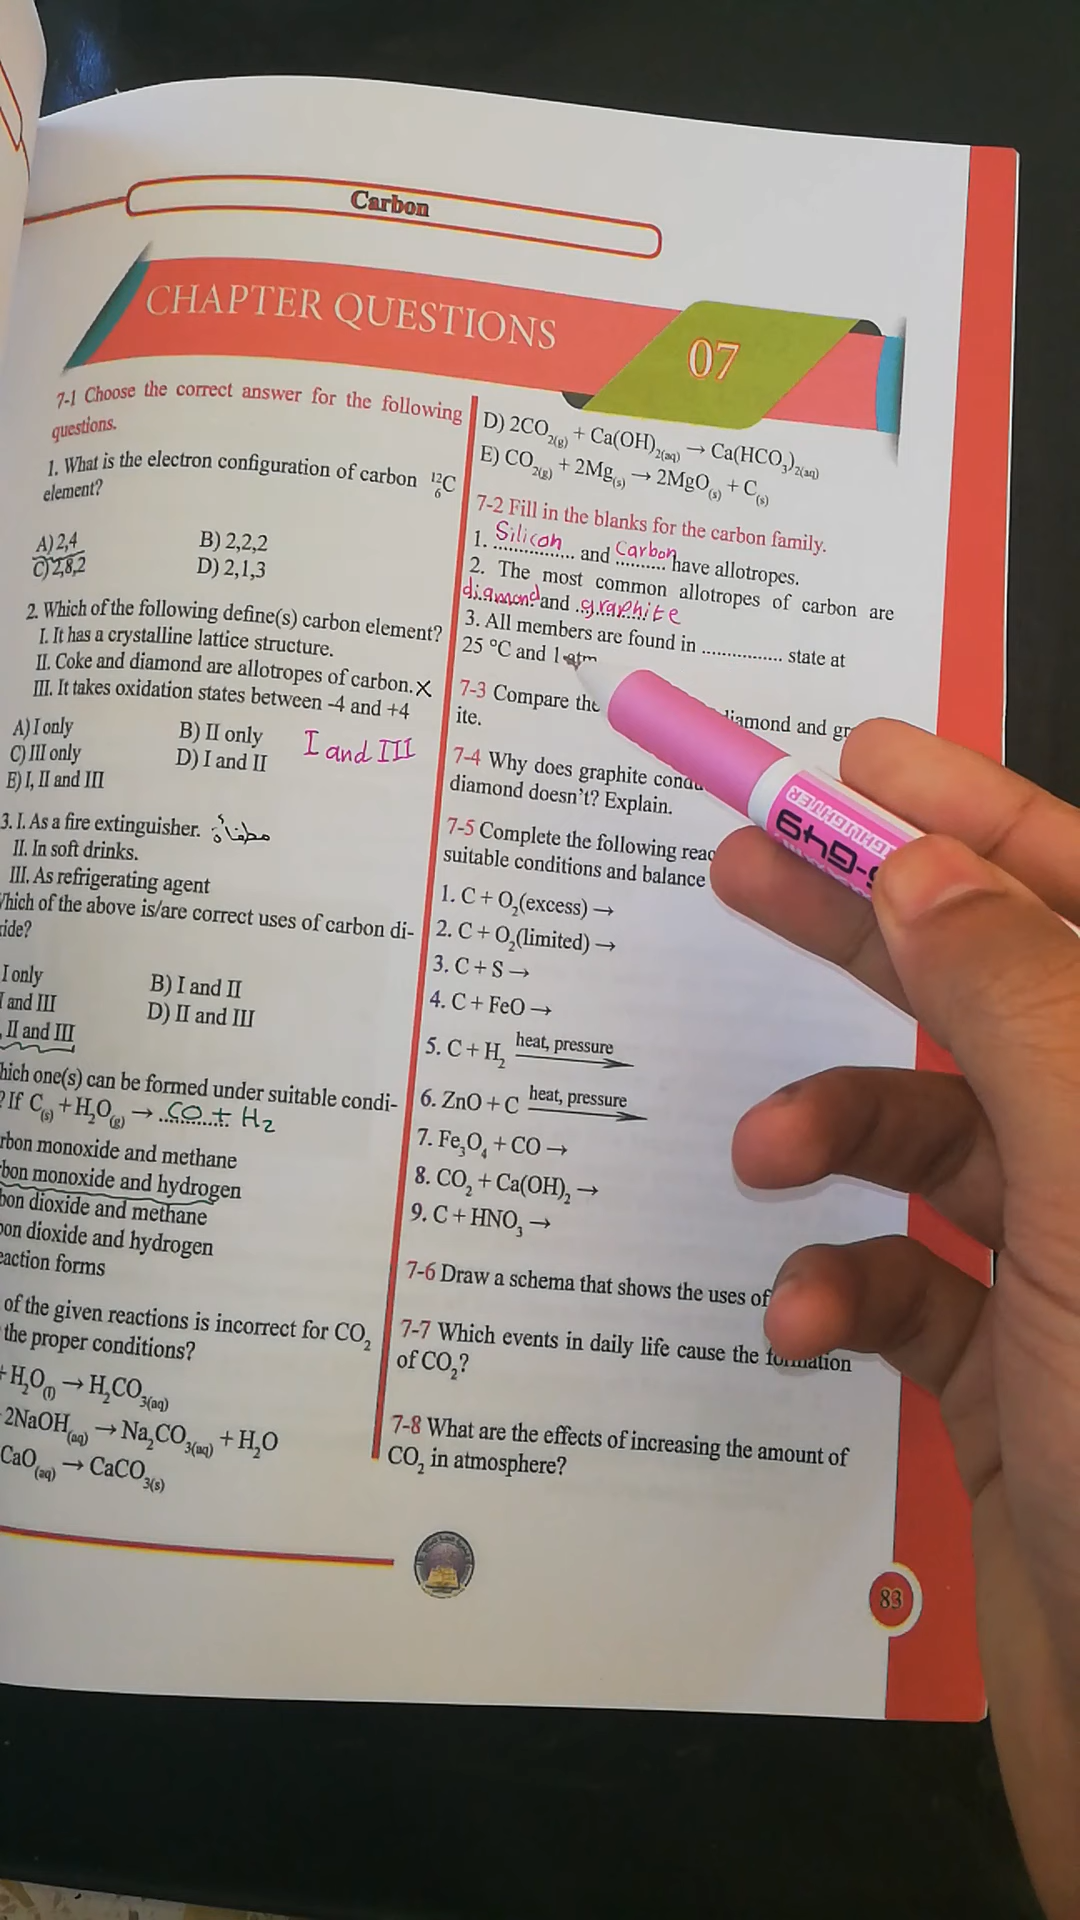 Carbon
CHAPTER QUESTIONS
07
7-1 Choose the correct answer for the following
questions.
1. What is the electron configuration of carbon ¹²₆C
element?
A) 2,4 B) 2,2,2
C) 2,8,2 D) 2,1,3
2. Which of the following define(s) carbon element?
I. It has a crystalline lattice structure.
II. Coke and diamond are allotropes of carbon. X
III. It takes oxidation states between -4 and +4
A) I only B) II only
C) III only D) I and II
I and III
E) I, II and III
3. I. As a fire extinguisher. مطفأة
II. In soft drinks.
III. As refrigerating agent
Which of the above is/are correct uses of carbon di-
xide?
I only B) I and II
I and III D) II and III
, II and III
hich one(s) can be formed under suitable condi-
? If C(s) + H₂O(g) → CO + H₂
rbon monoxide and methane
bon monoxide and hydrogen
bon dioxide and methane
bon dioxide and hydrogen
eaction forms
of the given reactions is incorrect for CO₂
the proper conditions?
+ H₂O(l) → H₂CO₃(aq)
2NaOH(aq) → Na₂CO₃(aq) + H₂O
CaO(aq) → CaCO₃(s)
D) 2CO₂(g) + Ca(OH)₂(aq) → Ca(HCO₃)₂(aq)
E) CO₂(g) + 2Mg(s) → 2MgO(s) + C(s)
7-2 Fill in the blanks for the carbon family.
1. Silicon and Carbon have allotropes.
2. The most common allotropes of carbon are
diamond and graphite
3. All members are found in .............. state at
25 °C and 1 atm
7-3 Compare the diamond and gr
ite.
7-4 Why does graphite condu
diamond doesn't? Explain.
7-5 Complete the following reac
suitable conditions and balance
1. C + O₂(excess) →
2. C + O₂(limited) →
3. C + S →
4. C + FeO →
5. C + H₂ heat, pressure →
6. ZnO + C heat, pressure →
7. Fe₃O₄ + CO →
8. CO₂ + Ca(OH)₂ →
9. C + HNO₃ →
7-6 Draw a schema that shows the uses of
7-7 Which events in daily life cause the formation
of CO₂?
7-8 What are the effects of increasing the amount of
CO₂ in atmosphere?
83